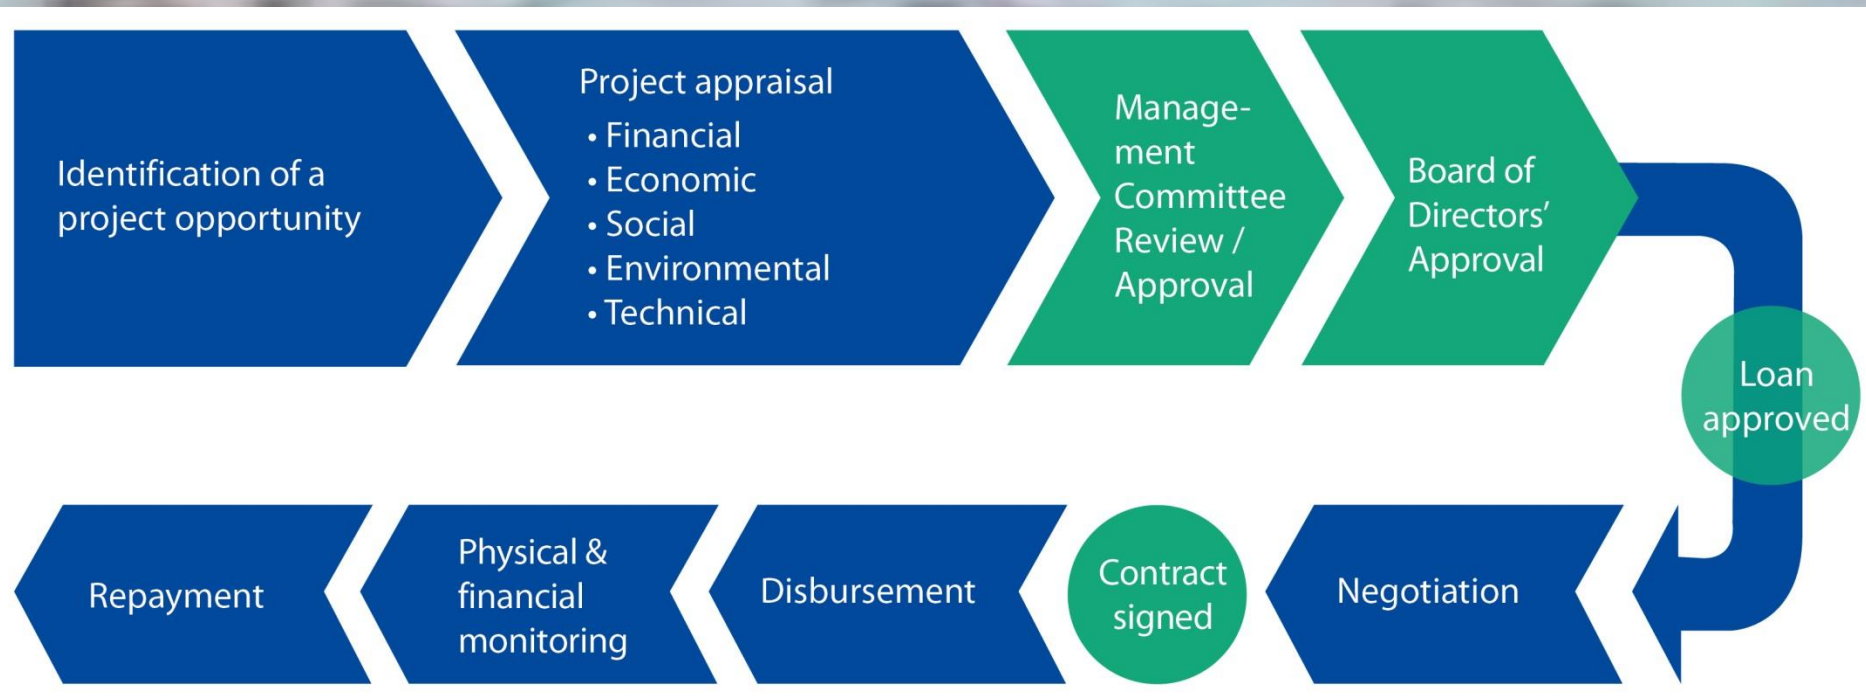 Identification of a
project opportunity
Project appraisal
• Financial
• Economic
• Social
• Environmental
• Technical
Manage-
ment
Committee
Review /
Approval
Board of
Directors’
Approval
Loan
approved
Negotiation
Contract
signed
Disbursement
Physical &
financial
monitoring
Repayment